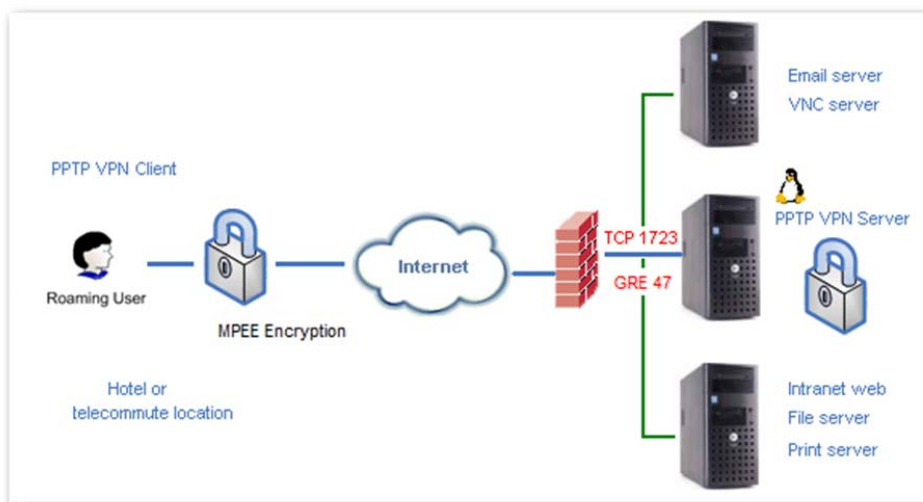 PPTP VPN Client
Roaming User
MPEE Encryption
Hotel or
telecommute location
Internet
TCP 1723
GRE 47
Email server
VNC server
PPTP VPN Server
Intranet web
File server
Print server